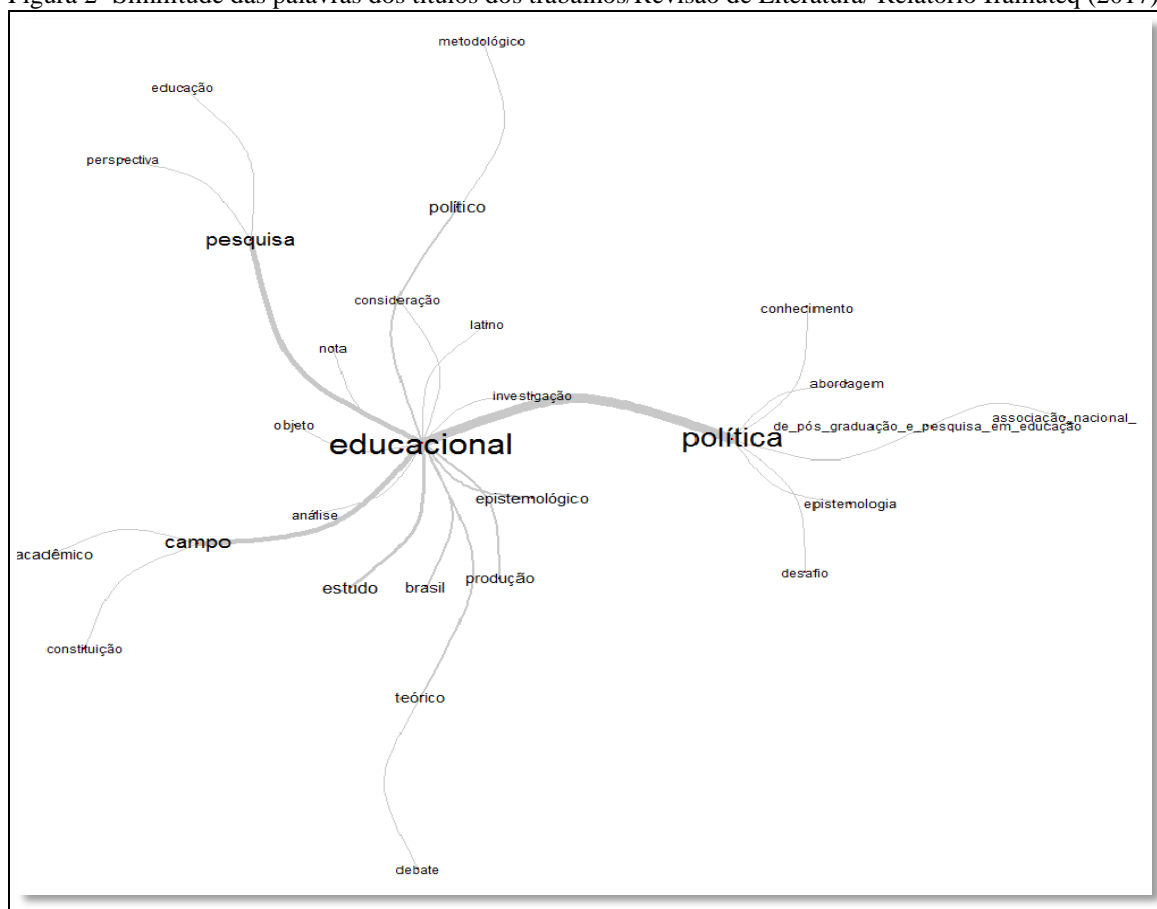 Figura 2- Similitude das palavras dos títulos dos trabalhos/Revisão de Literatura/ Relatório Iramuteq (2017)
metodológico
educação
perspectiva
político
pesquisa
consideração
conhecimento
latino
nota
abordagem
investigação
associação_nacional_
objeto
de_pós_graduação_e_pesquisa_em_educação
educacional
política
epistemológico
epistemologia
análise
campo
acadêmico
desafio
produção
estudo
brasil
constituição
teórico
debate